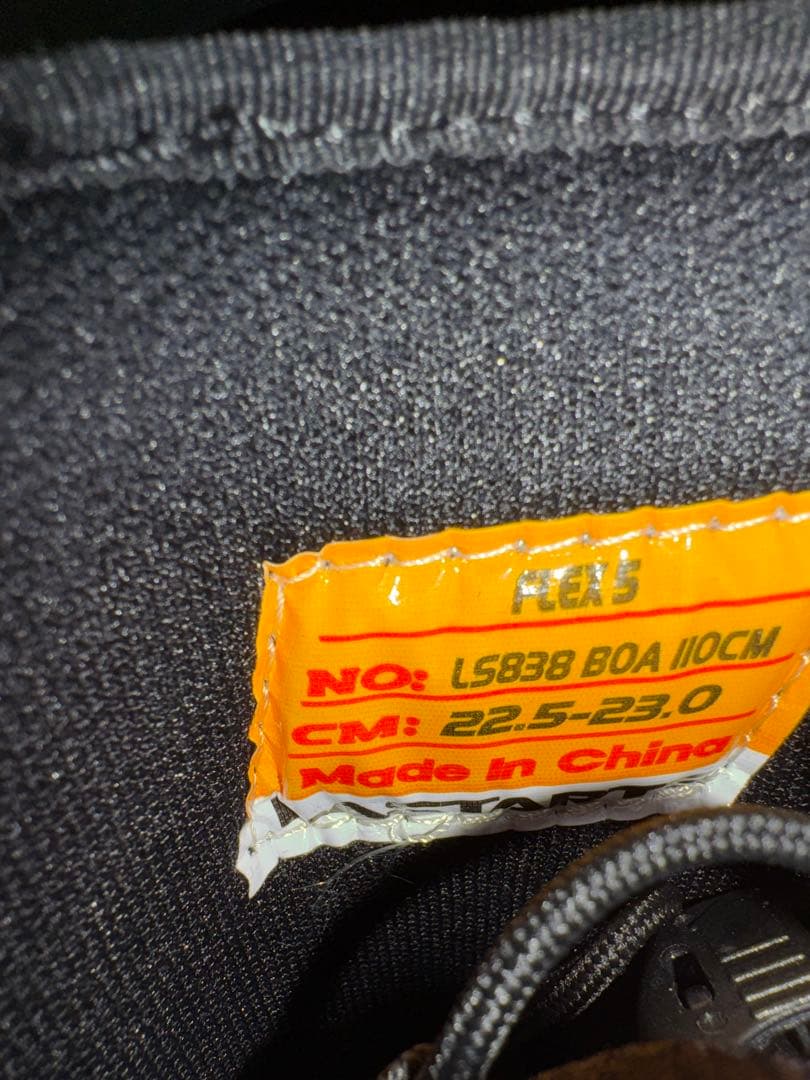 FLEX 5
NO: LS838 BOA 110CM
CM: 22.5-23.0
Made In China